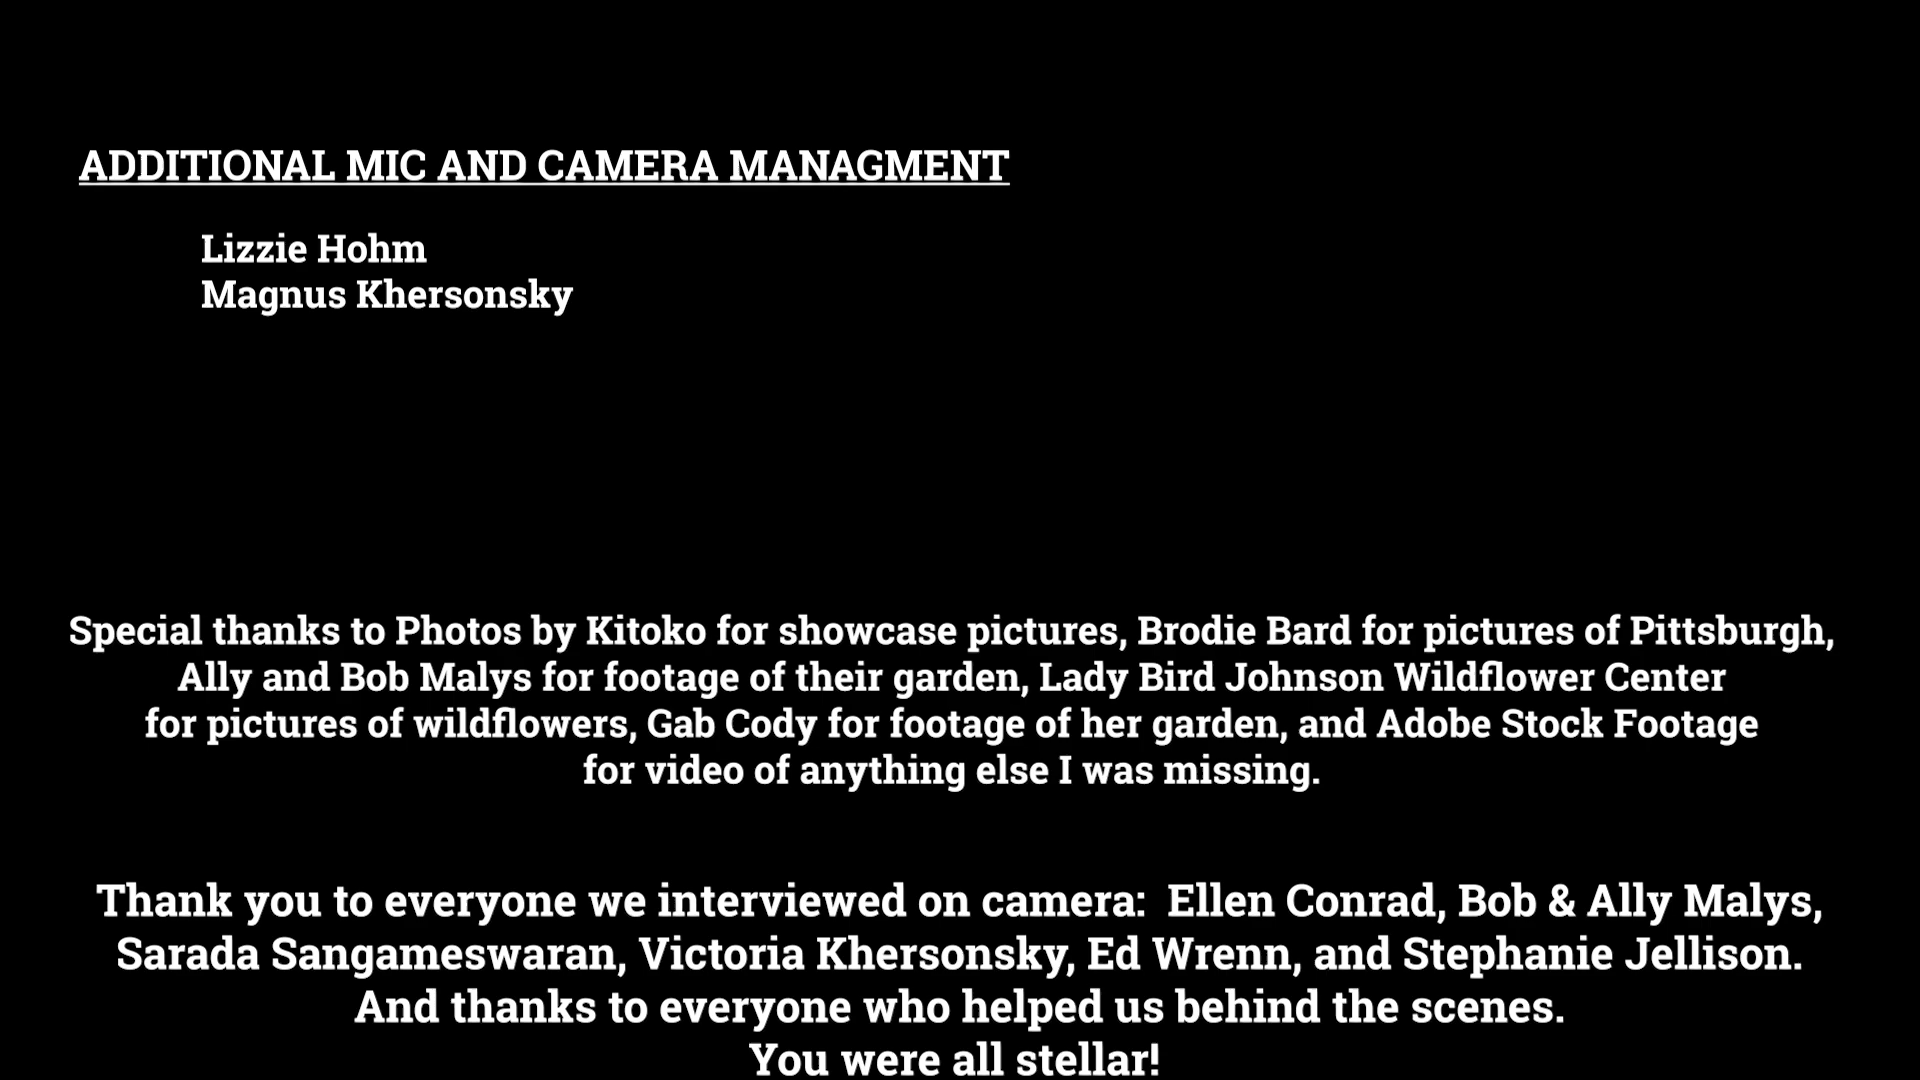 ADDITIONAL MIC AND CAMERA MANAGMENT
Lizzie Hohm
Magnus Khersonsky
Special thanks to Photos by Kitoko for showcase pictures, Brodie Bard for pictures of Pittsburgh,
Ally and Bob Malys for footage of their garden, Lady Bird Johnson Wildflower Center
for pictures of wildflowers, Gab Cody for footage of her garden, and Adobe Stock Footage
for video of anything else I was missing.
Thank you to everyone we interviewed on camera:  Ellen Conrad, Bob & Ally Malys,
Sarada Sangameswaran, Victoria Khersonsky, Ed Wrenn, and Stephanie Jellison.
And thanks to everyone who helped us behind the scenes.
You were all stellar!